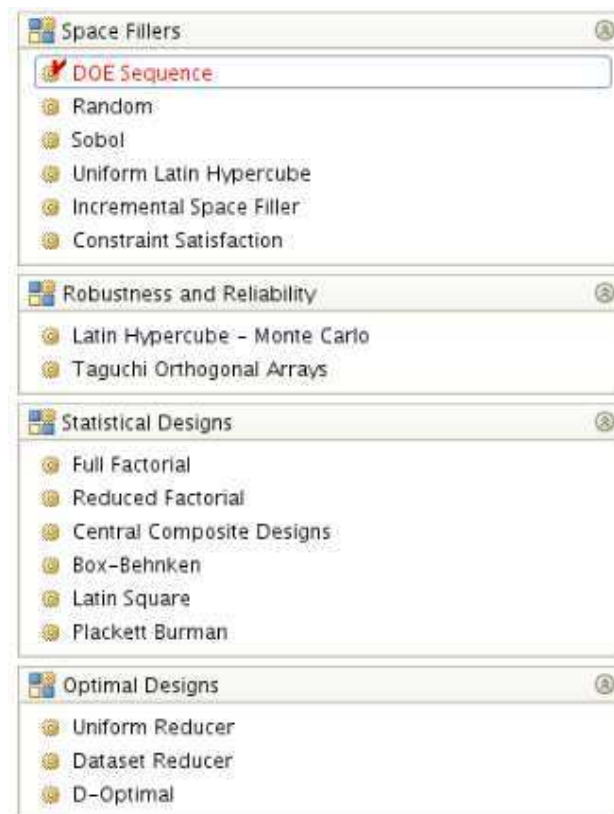 Space Fillers
DOE Sequence
Random
Sobol
Uniform Latin Hypercube
Incremental Space Filler
Constraint Satisfaction
Robustness and Reliability
Latin Hypercube - Monte Carlo
Taguchi Orthogonal Arrays
Statistical Designs
Full Factorial
Reduced Factorial
Central Composite Designs
Box-Behnken
Latin Square
Plackett Burman
Optimal Designs
Uniform Reducer
Dataset Reducer
D-Optimal